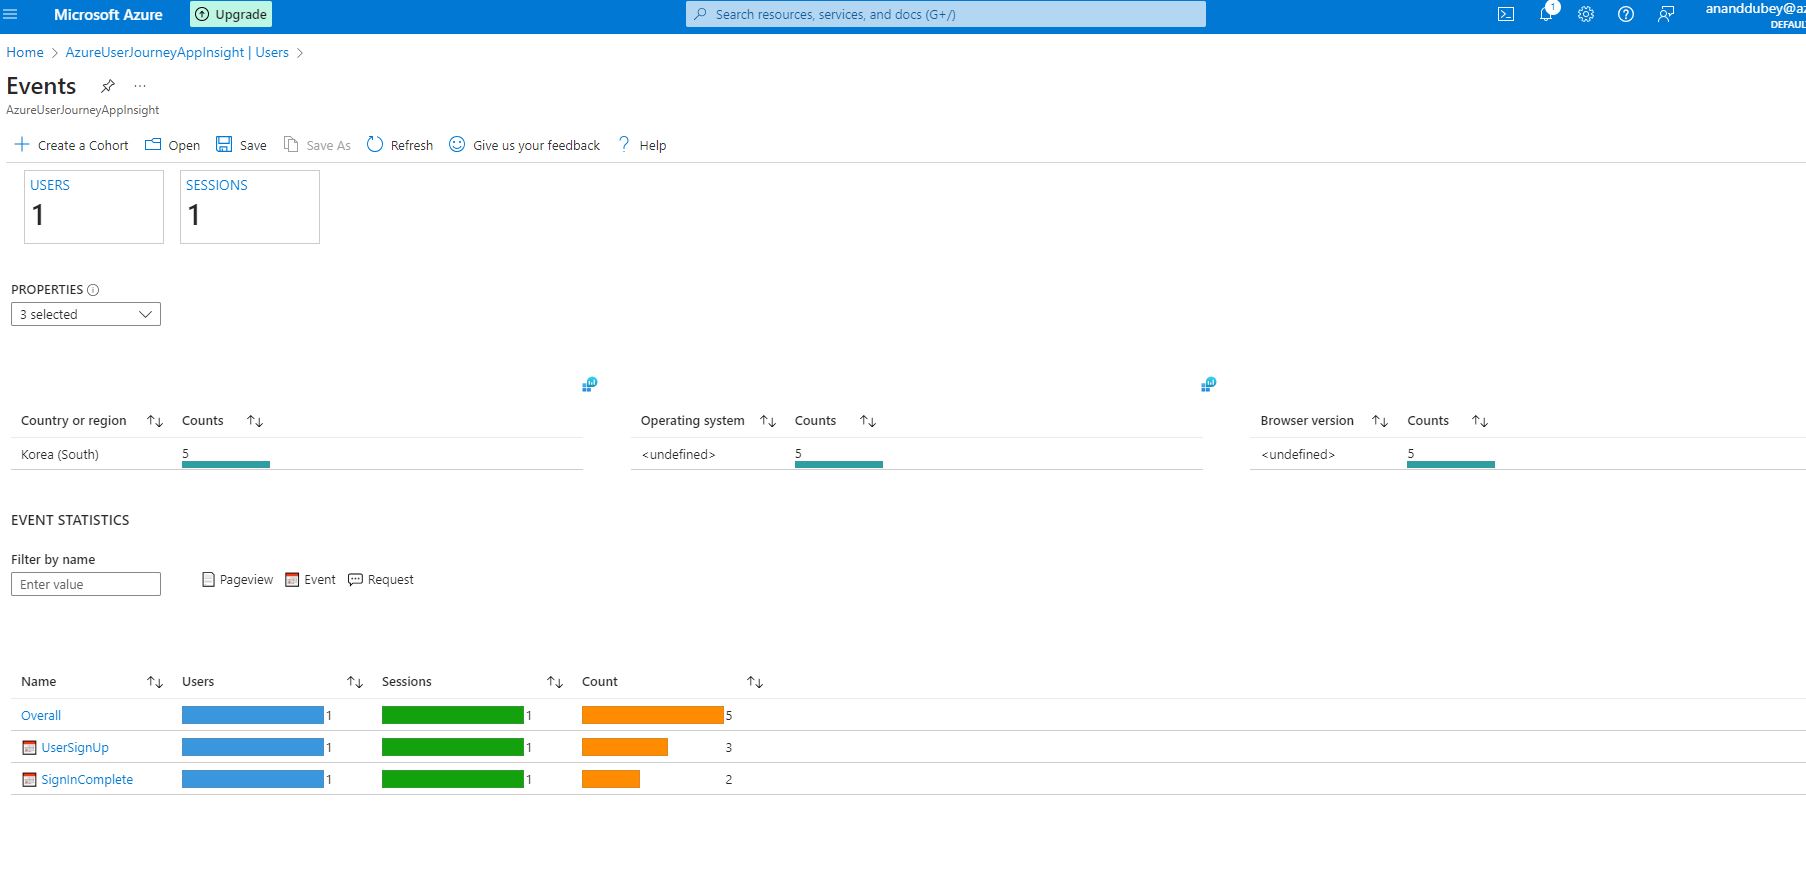 Microsoft Azure Upgrade Search resources, services, and docs (G+/) 1 ananddubey@az
DEFAUL
Home > AzureUserJourneyAppInsight | Users >
Events ...
AzureUserJourneyAppInsight
+ Create a Cohort Open Save Save As Refresh Give us your feedback ? Help
USERS SESSIONS
1 1
PROPERTIES
3 selected
Country or region ↑↓ Counts ↑↓ Operating system ↑↓ Counts ↑↓ Browser version ↑↓ Counts ↑↓
Korea (South) 5 <undefined> 5 <undefined> 5
EVENT STATISTICS
Filter by name
Enter value Pageview Event Request
Name ↑↓ Users ↑↓ Sessions ↑↓ Count ↑↓
Overall 1 1 5
UserSignUp 1 1 3
SignInComplete 1 1 2